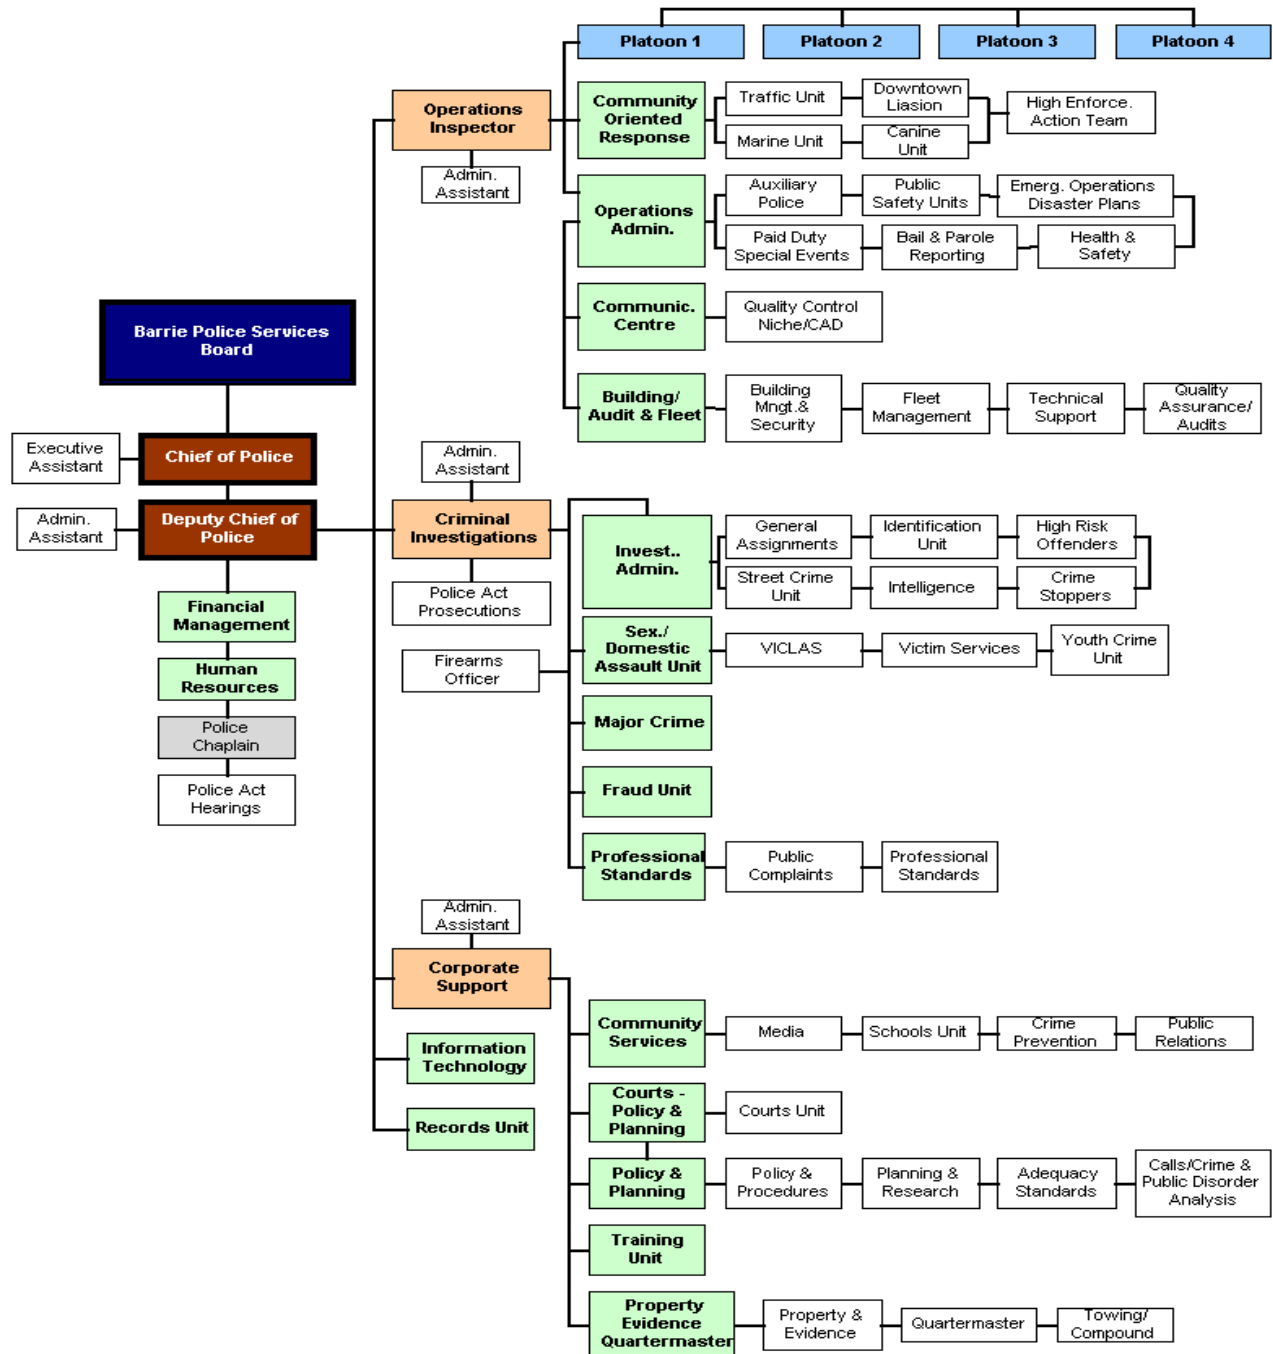 Platoon 1
Platoon 2
Platoon 3
Platoon 4
Operations
Inspector
Admin.
Assistant
Community
Oriented
Response
Traffic Unit
Downtown
Liasion
High Enforce.
Action Team
Marine Unit
Canine
Unit
Operations
Admin.
Auxiliary
Police
Public
Safety Units
Emerg. Operations
Disaster Plans
Paid Duty
Special Events
Bail & Parole
Reporting
Health &
Safety
Communic.
Centre
Quality Control
Niche/CAD
Building/
Audit & Fleet
Building
Mngt.&
Security
Fleet
Management
Technical
Support
Quality
Assurance/
Audits
Barrie Police Services
Board
Executive
Assistant
Chief of Police
Admin.
Assistant
Deputy Chief of
Police
Financial
Management
Human
Resources
Police
Chaplain
Police Act
Hearings
Admin.
Assistant
Criminal
Investigations
Police Act
Prosecutions
Firearms
Officer
Invest..
Admin.
General
Assignments
Identification
Unit
High Risk
Offenders
Street Crime
Unit
Intelligence
Crime
Stoppers
Sex./
Domestic
Assault Unit
VICLAS
Victim Services
Youth Crime
Unit
Major Crime
Fraud Unit
Professional
Standards
Public
Complaints
Professional
Standards
Admin.
Assistant
Corporate
Support
Information
Technology
Records Unit
Community
Services
Media
Schools Unit
Crime
Prevention
Public
Relations
Courts -
Policy &
Planning
Courts Unit
Policy &
Planning
Policy &
Procedures
Planning &
Research
Adequacy
Standards
Calls/Crime &
Public Disorder
Analysis
Training
Unit
Property
Evidence
Quartermaster
Property &
Evidence
Quartermaster
Towing/
Compound